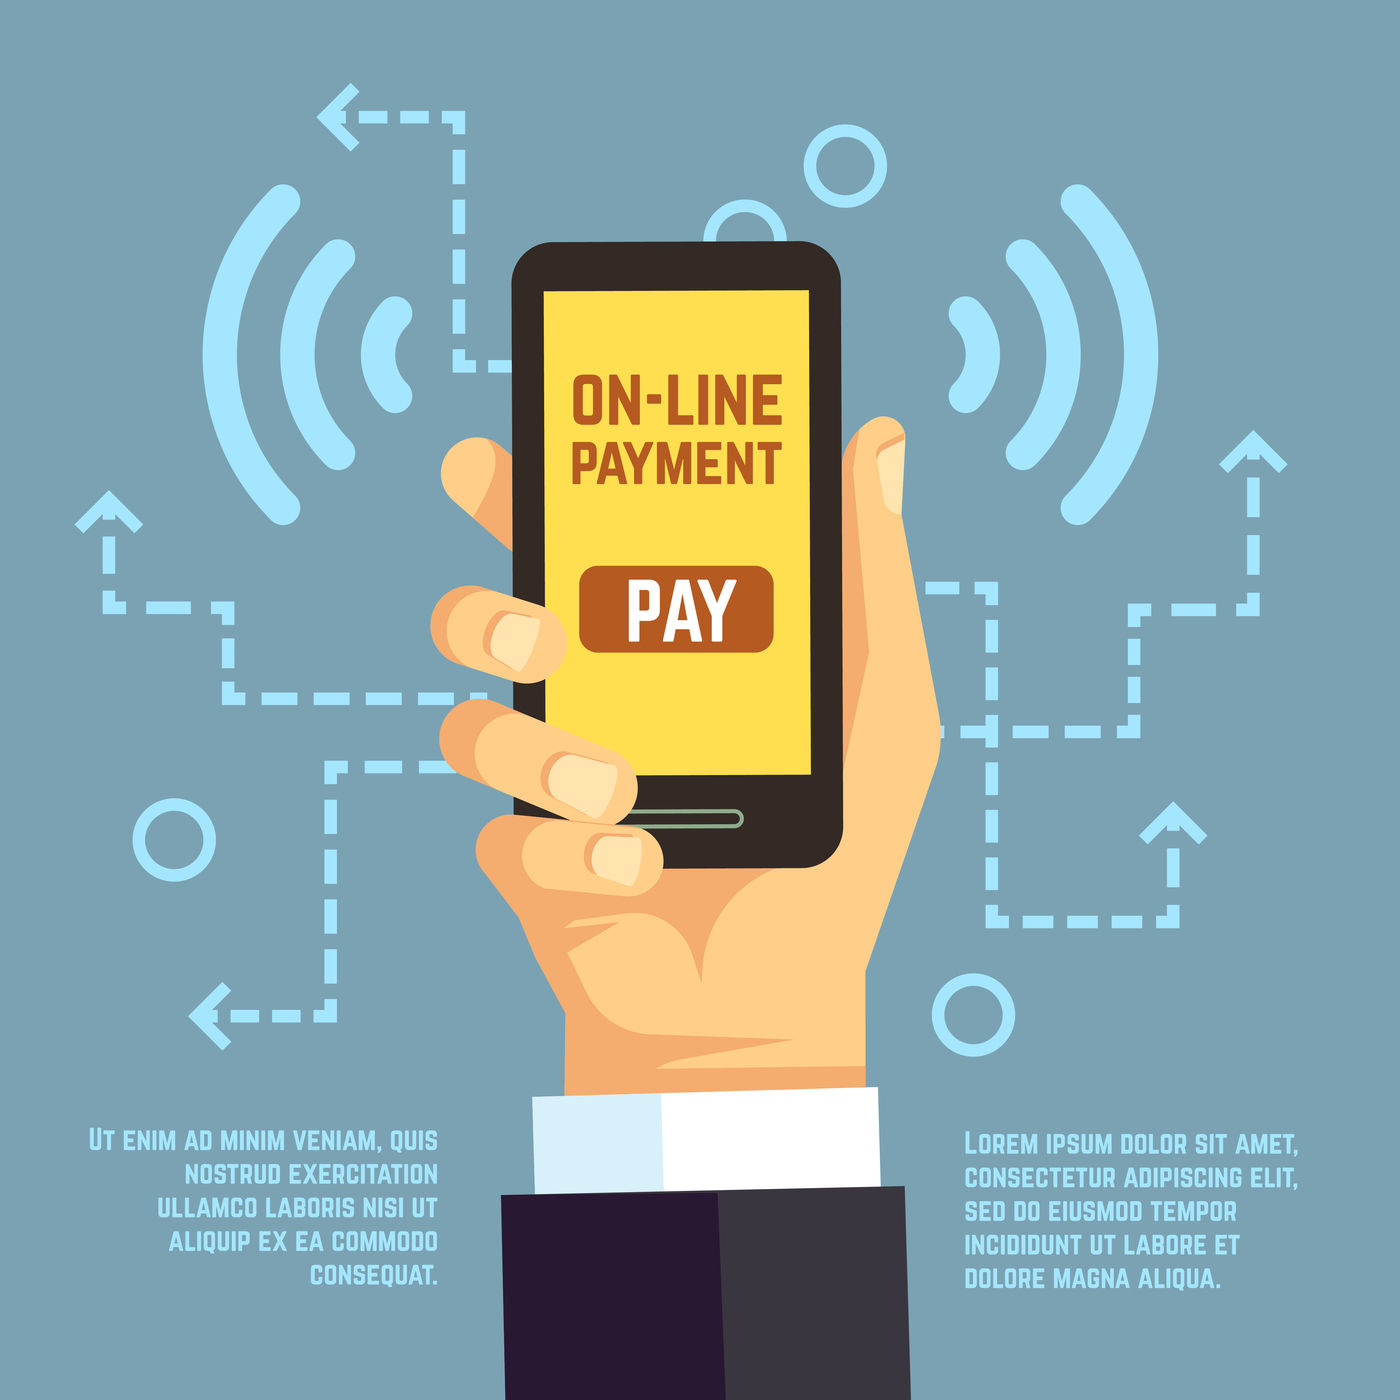 ON-LINE
PAYMENT
PAY
UT ENIM AD MINIM VENIAM, QUIS
NOSTRUD EXERCITATION
ULLAMCO LABORIS NISI UT
ALIQUIP EX EA COMMODO
CONSEQUAT.
LOREM IPSUM DOLOR SIT AMET,
CONSECTETUR ADIPISCING ELIT,
SED DO EIUSMOD TEMPOR
INCIDIDUNT UT LABORE ET
DOLORE MAGNA ALIQUA.